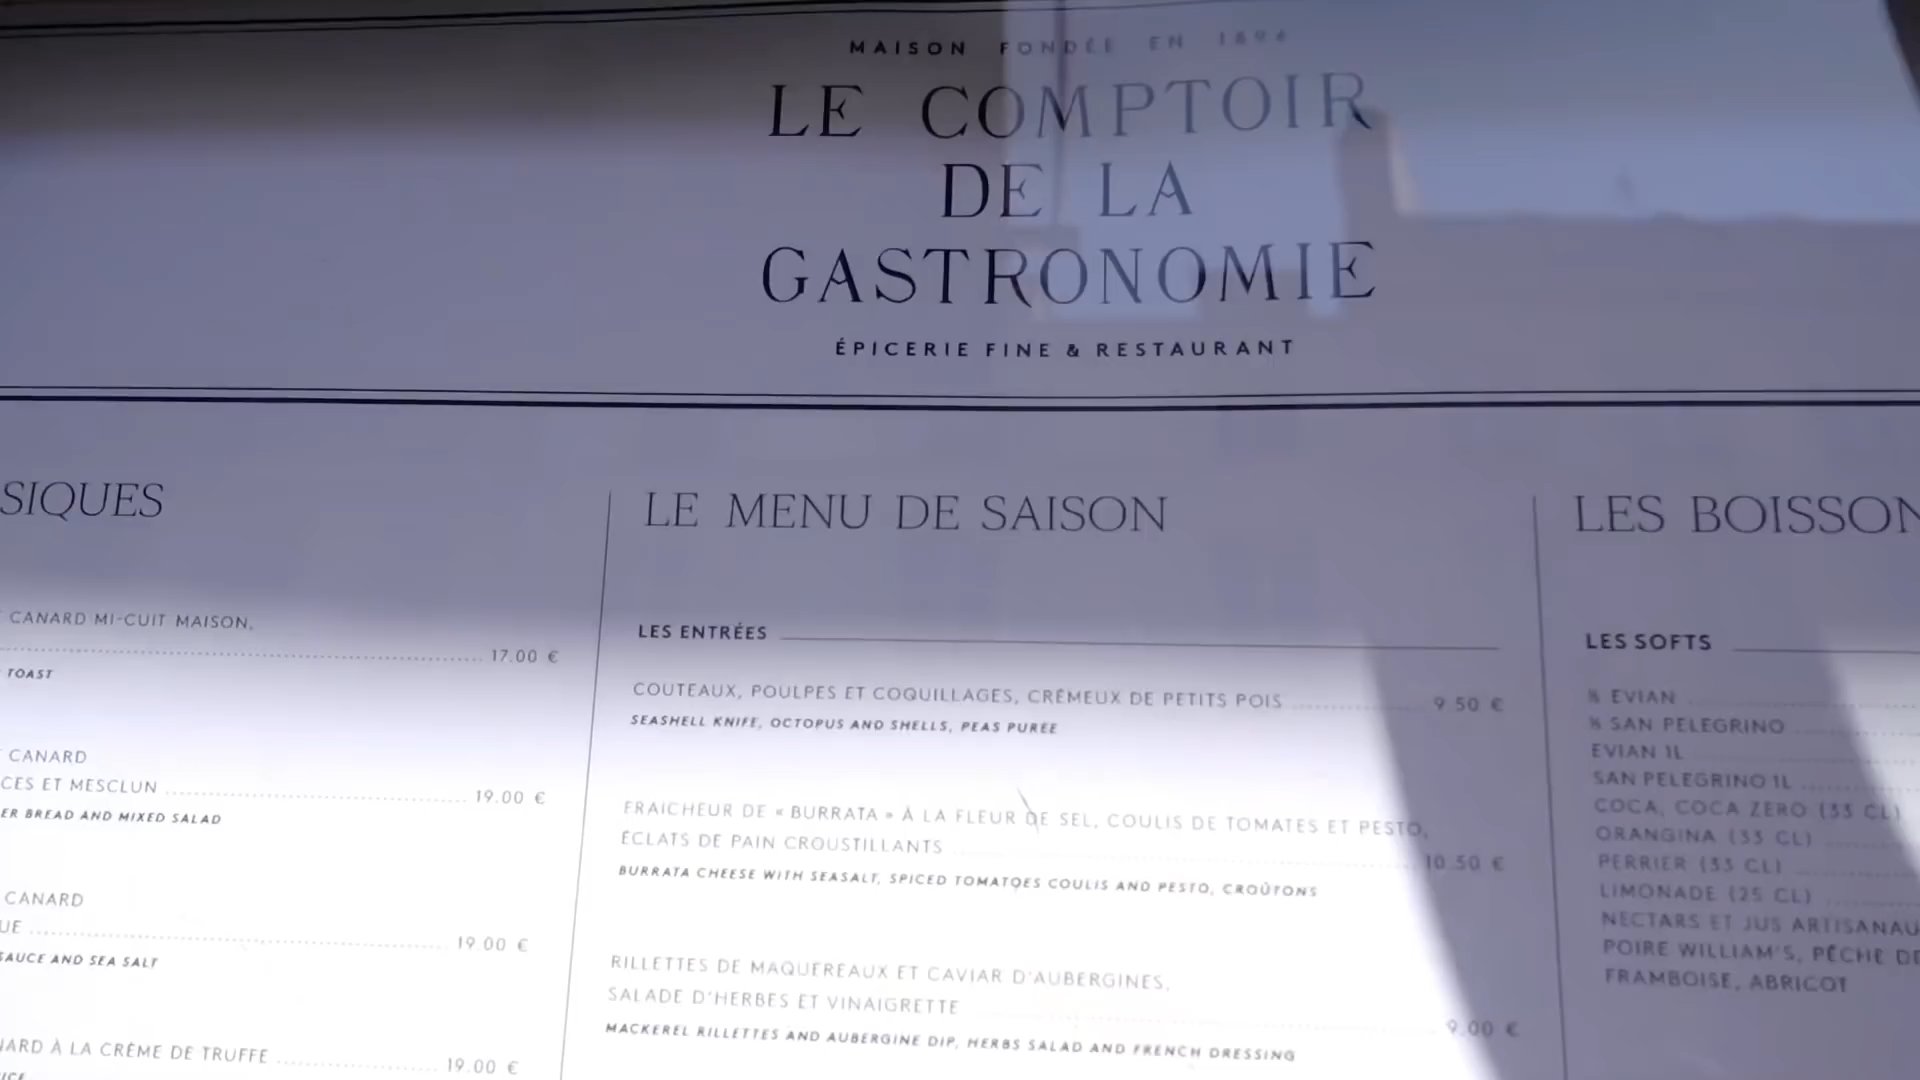 MAISON FONDÉE EN 1894
LE COMPTOIR
DE LA
GASTRONOMIE
ÉPICERIE FINE & RESTAURANT
SIQUES
CANARD MI-CUIT MAISON,
17.00 €
TOAST
CANARD
CES ET MESCLUN 19.00 €
ER BREAD AND MIXED SALAD
CANARD
UE 19.00 €
SAUCE AND SEA SALT
NARD À LA CRÈME DE TRUFFE 19.00 €
LE MENU DE SAISON
LES ENTRÉES
COUTEAUX, POULPES ET COQUILLAGES, CRÉMEUX DE PETITS POIS 9.50 €
SEASHELL KNIFE, OCTOPUS AND SHELLS, PEAS PURÉE
FRAICHEUR DE « BURRATA » À LA FLEUR DE SEL, COULIS DE TOMATES ET PESTO,
ÉCLATS DE PAIN CROUSTILLANTS 10.50 €
BURRATA CHEESE WITH SEASALT, SPICED TOMATOES COULIS AND PESTO, CROÛTONS
RILLETTES DE MAQUEREAUX ET CAVIAR D'AUBERGINES,
SALADE D'HERBES ET VINAIGRETTE 9.00 €
MACKEREL RILLETTES AND AUBERGINE DIP, HERBS SALAD AND FRENCH DRESSING
LES BOISSON
LES SOFTS
½ EVIAN
½ SAN PELEGRINO
EVIAN 1L
SAN PELEGRINO 1L
COCA, COCA ZERO (33 CL)
ORANGINA (33 CL)
PERRIER (33 CL)
LIMONADE (25 CL)
NECTARS ET JUS ARTISANAU
POIRE WILLIAM'S, PÊCHE DE
FRAMBOISE, ABRICOT